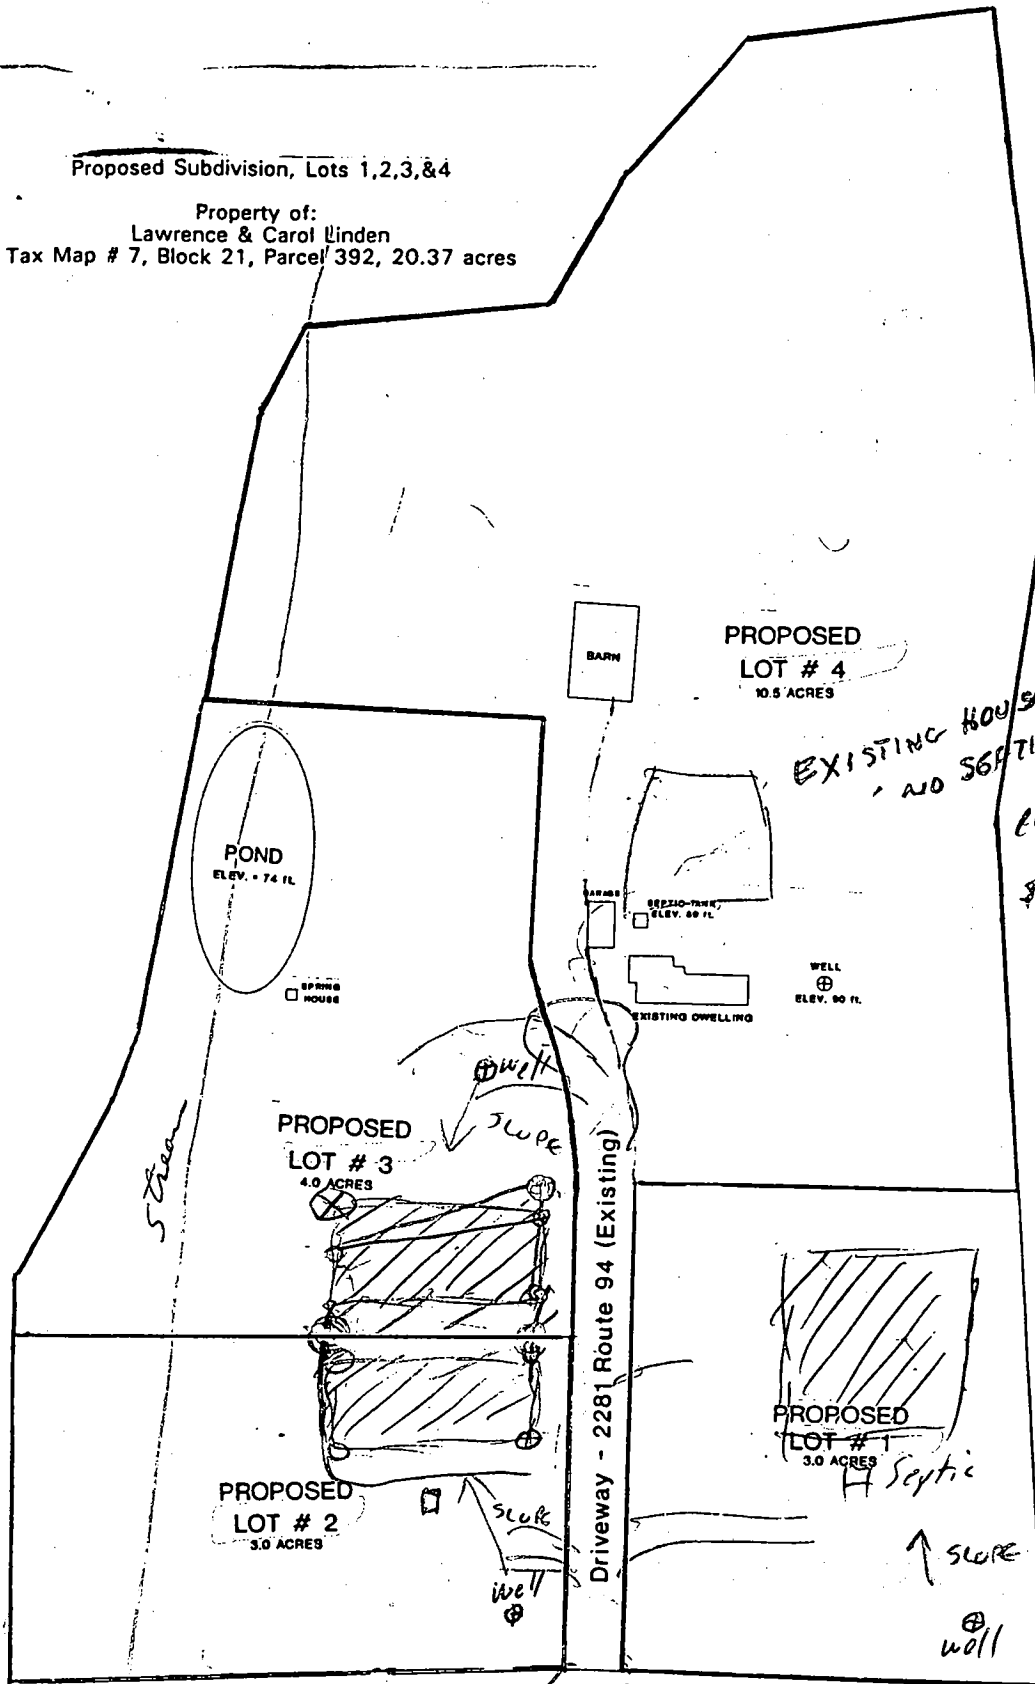 Proposed Subdivision, Lots 1,2,3,&4
Property of:
Lawrence & Carol Linden
Tax Map # 7, Block 21, Parcel 392, 20.37 acres
BARN
PROPOSED
LOT # 4
10.5 ACRES
EXISTING
NO
POND
ELEV. = 74 ft.
GARAGE
SEPTIC-TANK
WELL
ELEV. 90 ft.
SPRING
HOUSE
EXISTING DWELLING
well
SLOPE
PROPOSED
LOT # 3
4.0 ACRES
Stream
Driveway - 2281 Route 94 (Existing)
PROPOSED
LOT # 1
3.0 ACRES
Septic
PROPOSED
LOT # 2
3.0 ACRES
SLOPE
well
SLOPE
well